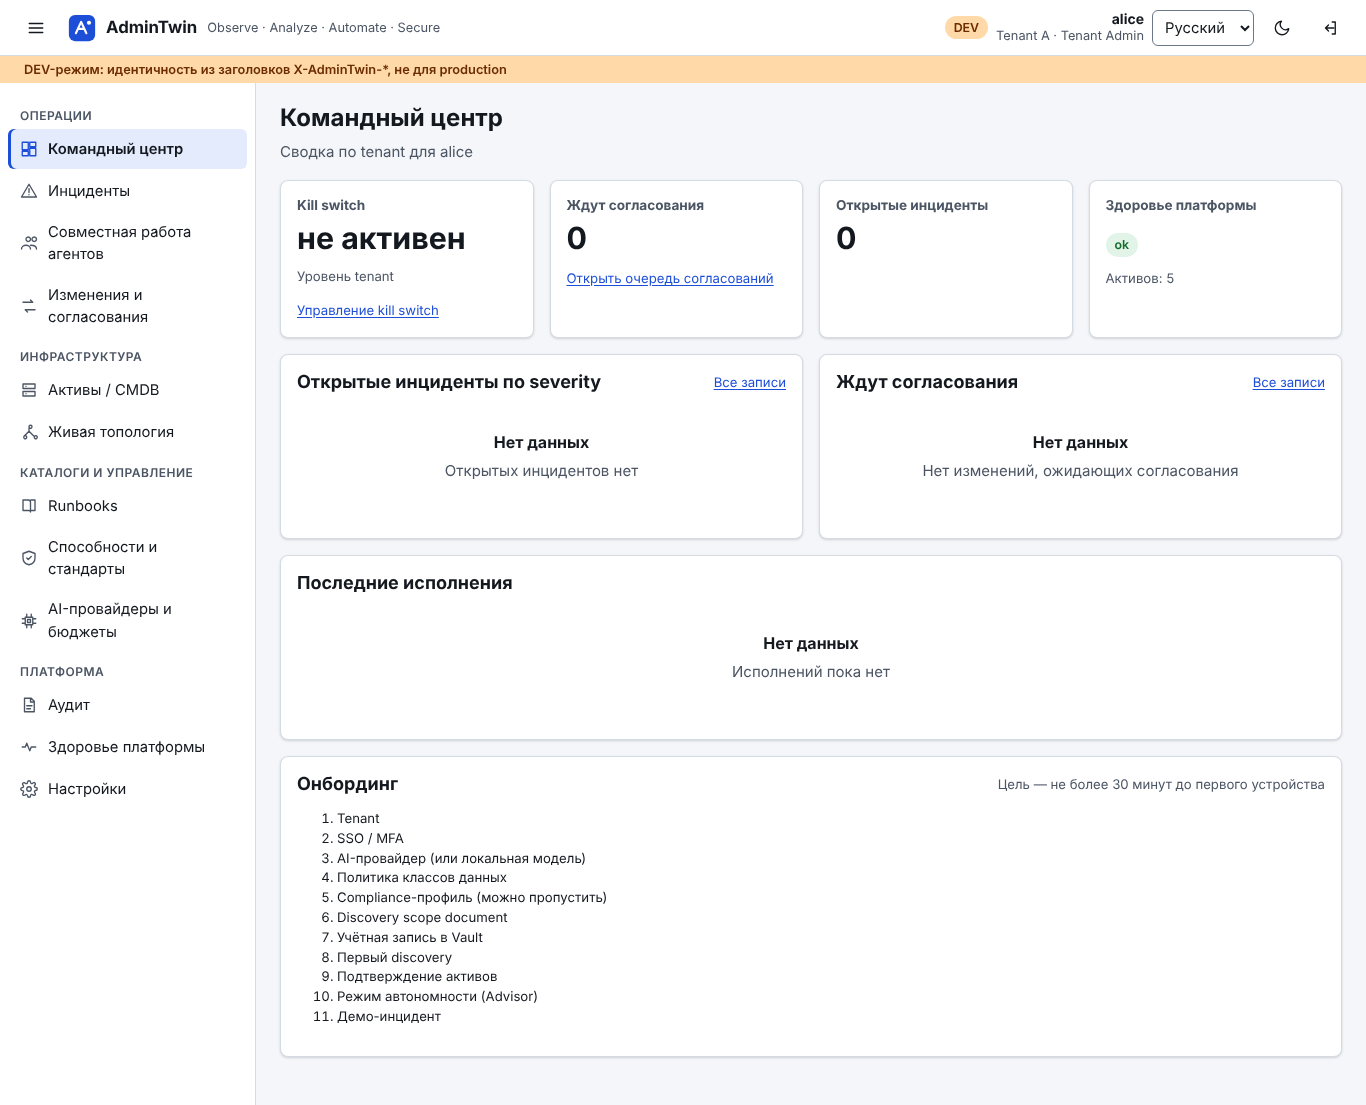 AdminTwin
Observe · Analyze · Automate · Secure
DEV
alice
Tenant A · Tenant Admin
Русский
DEV-режим: идентичность из заголовков X-AdminTwin-*, не для production
ОПЕРАЦИИ
Командный центр
Инциденты
Совместная работа
агентов
Изменения и
согласования
ИНФРАСТРУКТУРА
Активы / CMDB
Живая топология
КАТАЛОГИ И УПРАВЛЕНИЕ
Runbooks
Способности и
стандарты
AI-провайдеры и
бюджеты
ПЛАТФОРМА
Аудит
Здоровье платформы
Настройки
Командный центр
Сводка по tenant для alice
Kill switch
не активен
Уровень tenant
Управление kill switch
Ждут согласования
0
Открыть очередь согласований
Открытые инциденты
0
Здоровье платформы
ok
Активов: 5
Открытые инциденты по severity
Все записи
Нет данных
Открытых инцидентов нет
Ждут согласования
Все записи
Нет данных
Нет изменений, ожидающих согласования
Последние исполнения
Нет данных
Исполнений пока нет
Онбординг
Цель — не более 30 минут до первого устройства
1. Tenant
2. SSO / MFA
3. AI-провайдер (или локальная модель)
4. Политика классов данных
5. Compliance-профиль (можно пропустить)
6. Discovery scope document
7. Учётная запись в Vault
8. Первый discovery
9. Подтверждение активов
10. Режим автономности (Advisor)
11. Демо-инцидент